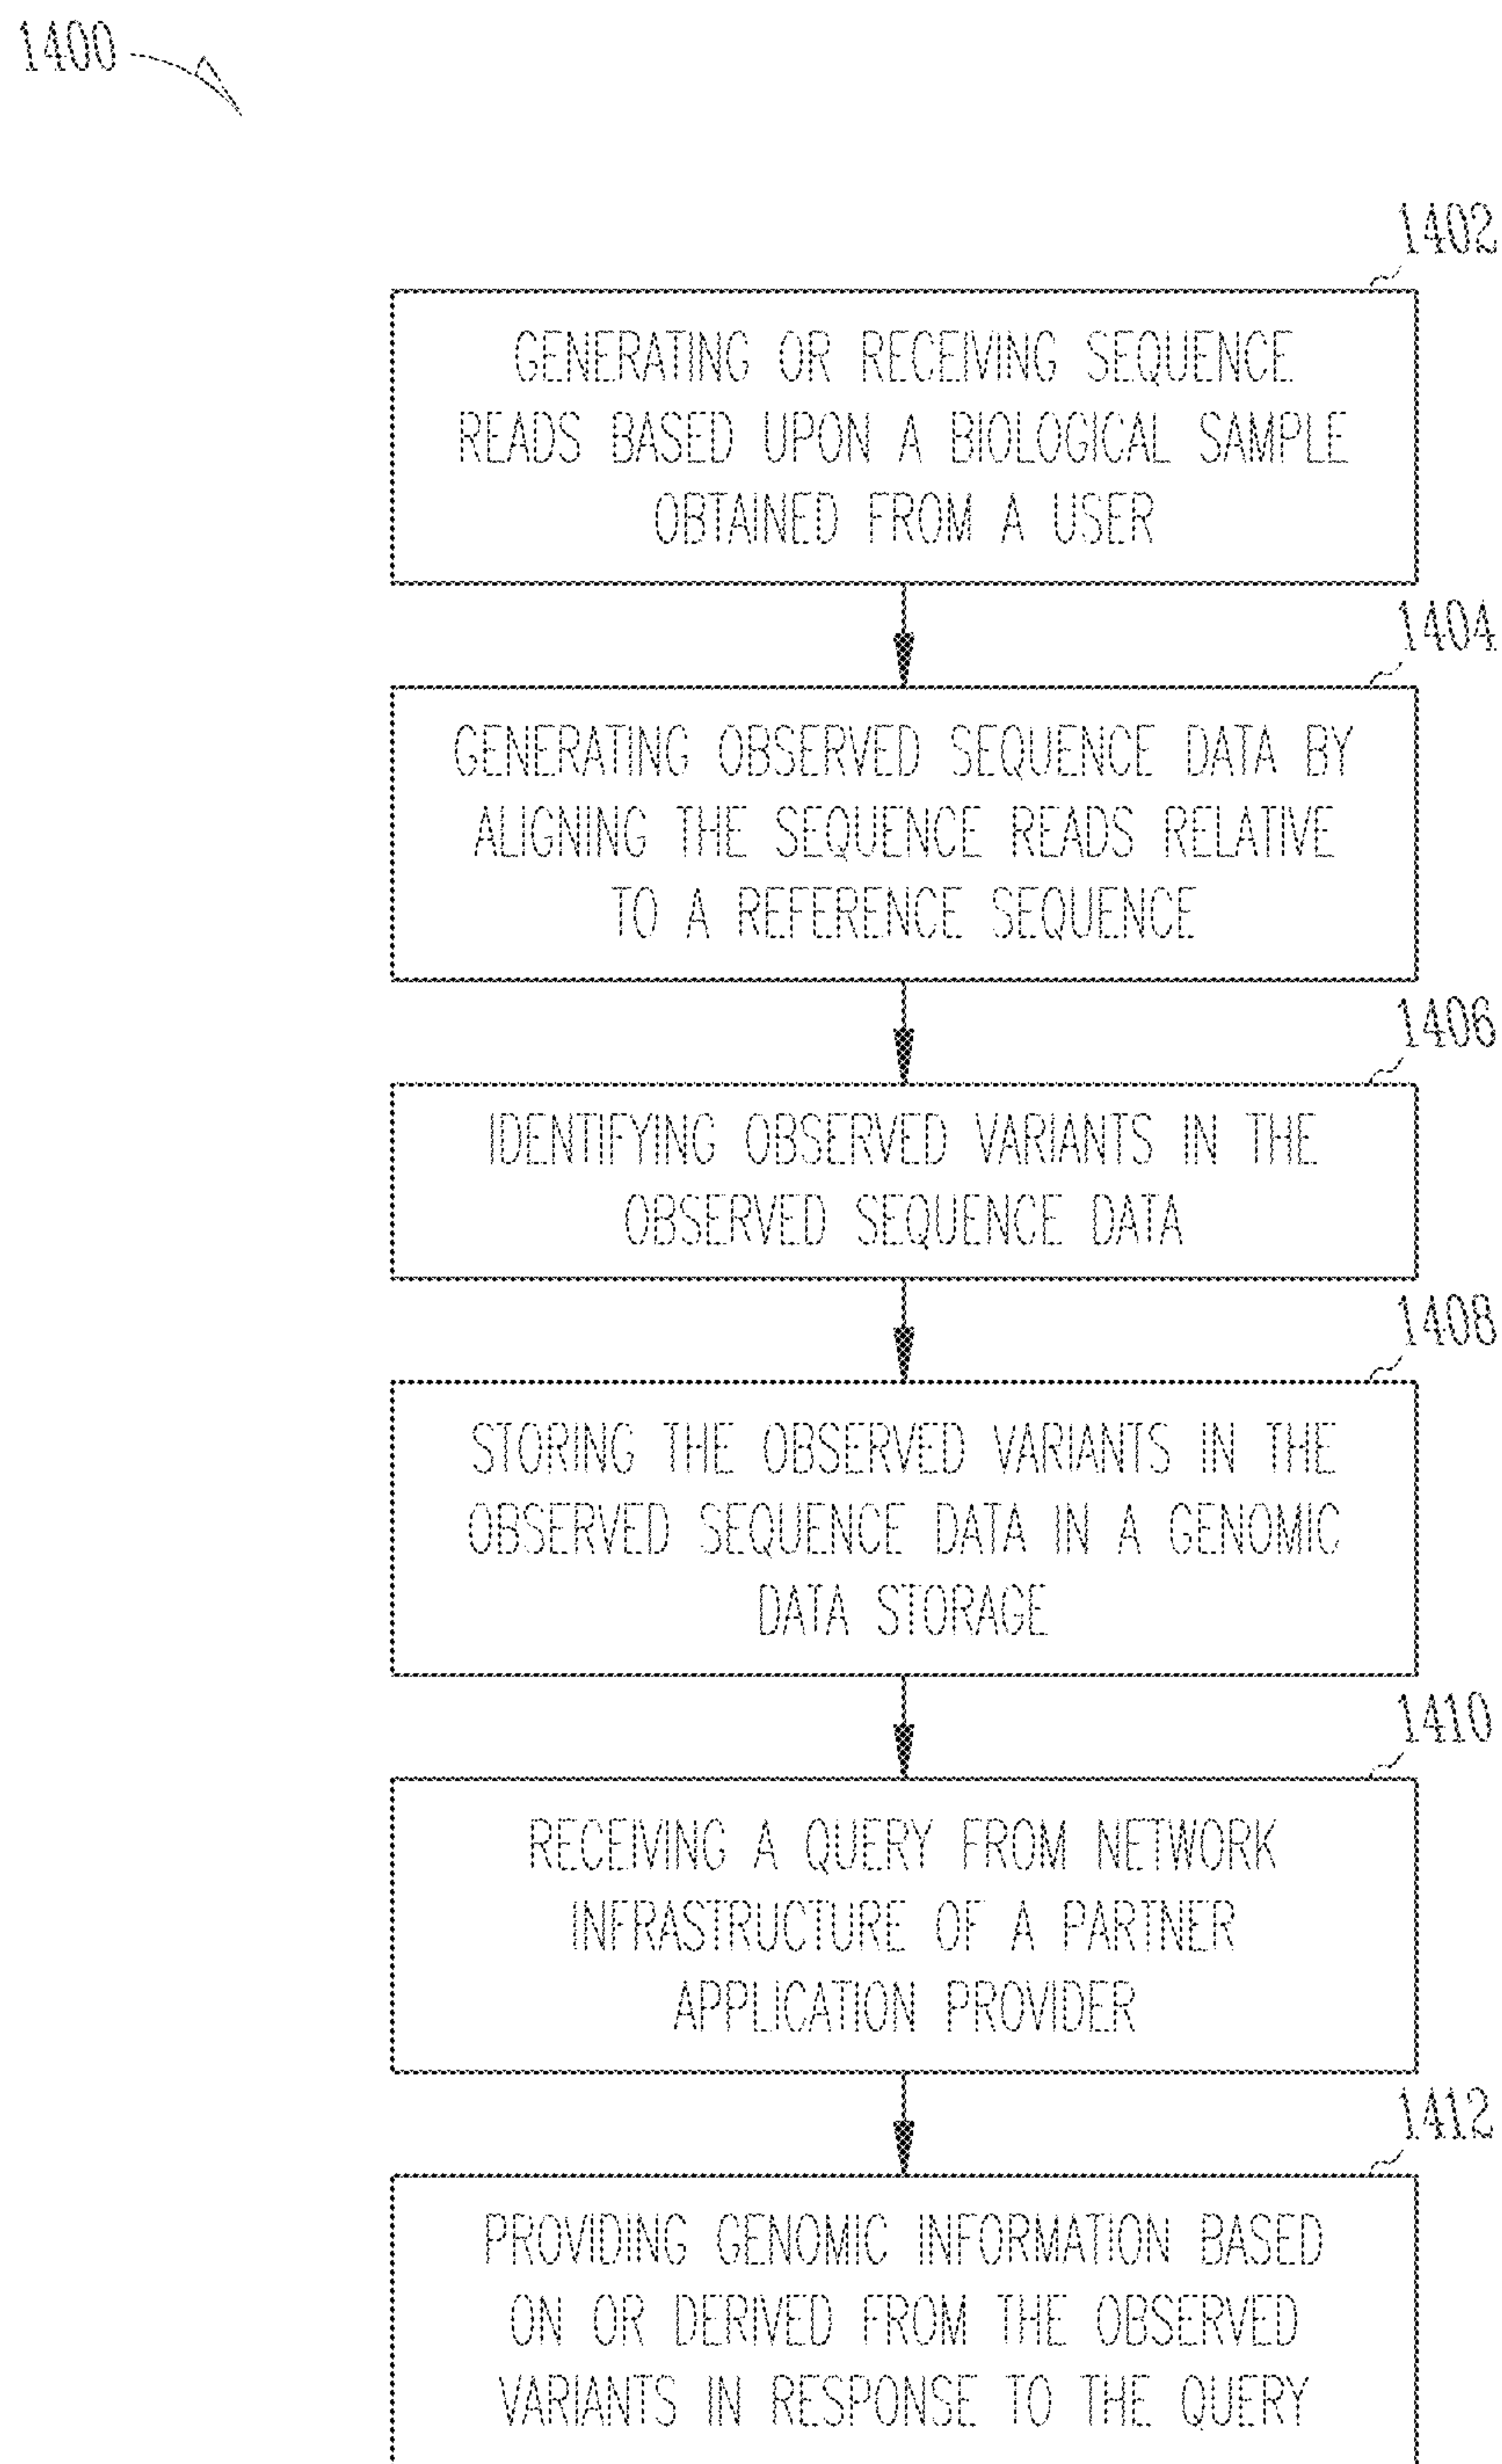 1400
1402
GENERATING OR RECEIVING SEQUENCE
READS BASED UPON A BIOLOGICAL SAMPLE
OBTAINED FROM A USER
1404
GENERATING OBSERVED SEQUENCE DATA BY
ALIGNING THE SEQUENCE READS RELATIVE
TO A REFERENCE SEQUENCE
1406
IDENTIFYING OBSERVED VARIANTS IN THE
OBSERVED SEQUENCE DATA
1408
STORING THE OBSERVED VARIANTS IN THE
OBSERVED SEQUENCE DATA IN A GENOMIC
DATA STORAGE
1410
RECEIVING A QUERY FROM NETWORK
INFRASTRUCTURE OF A PARTNER
APPLICATION PROVIDER
1412
PROVIDING GENOMIC INFORMATION BASED
ON OR DERIVED FROM THE OBSERVED
VARIANTS IN RESPONSE TO THE QUERY